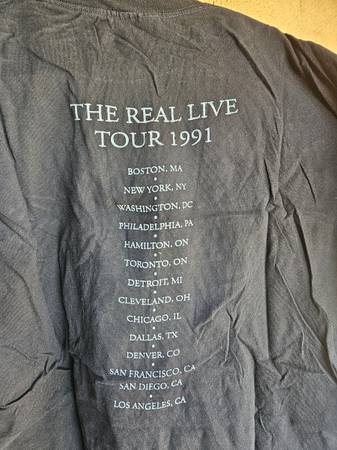 THE REAL LIVE
TOUR 1991
BOSTON, MA
NEW YORK, NY
WASHINGTON, DC
PHILADELPHIA, PA
HAMILTON, ON
TORONTO, ON
DETROIT, MI
CLEVELAND, OH
CHICAGO, IL
DALLAS, TX
DENVER, CO
SAN FRANCISCO, CA
SAN DIEGO, CA
LOS ANGELES, CA